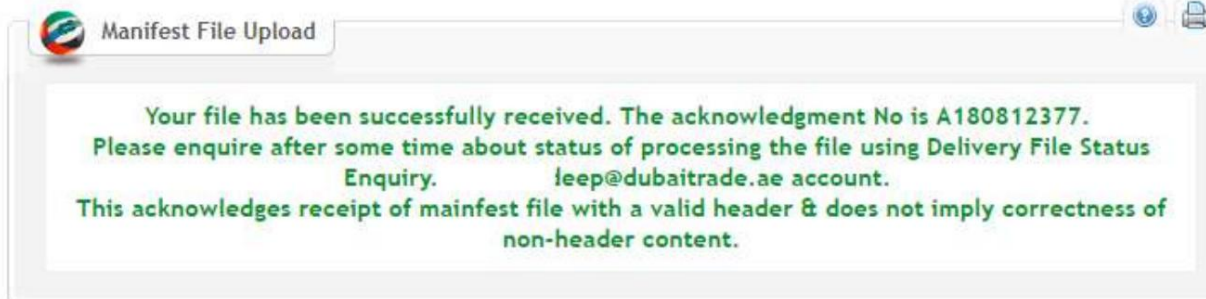 Manifest File Upload
Your file has been successfully received. The acknowledgment No is A180812377.
Please enquire after some time about status of processing the file using Delivery File Status
Enquiry. deep@dubaitrade.ae account.
This acknowledges receipt of mainfest file with a valid header & does not imply correctness of
non-header content.